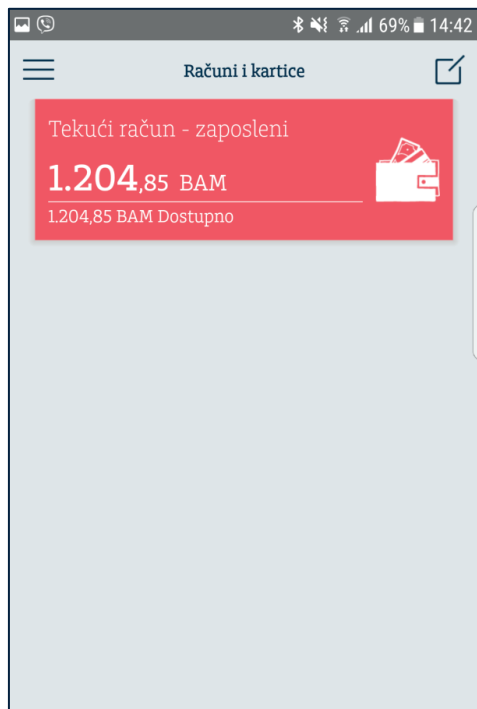 69% 14:42
Računi i kartice
Tekući račun - zaposleni
1.204,85 BAM
1.204,85 BAM Dostupno